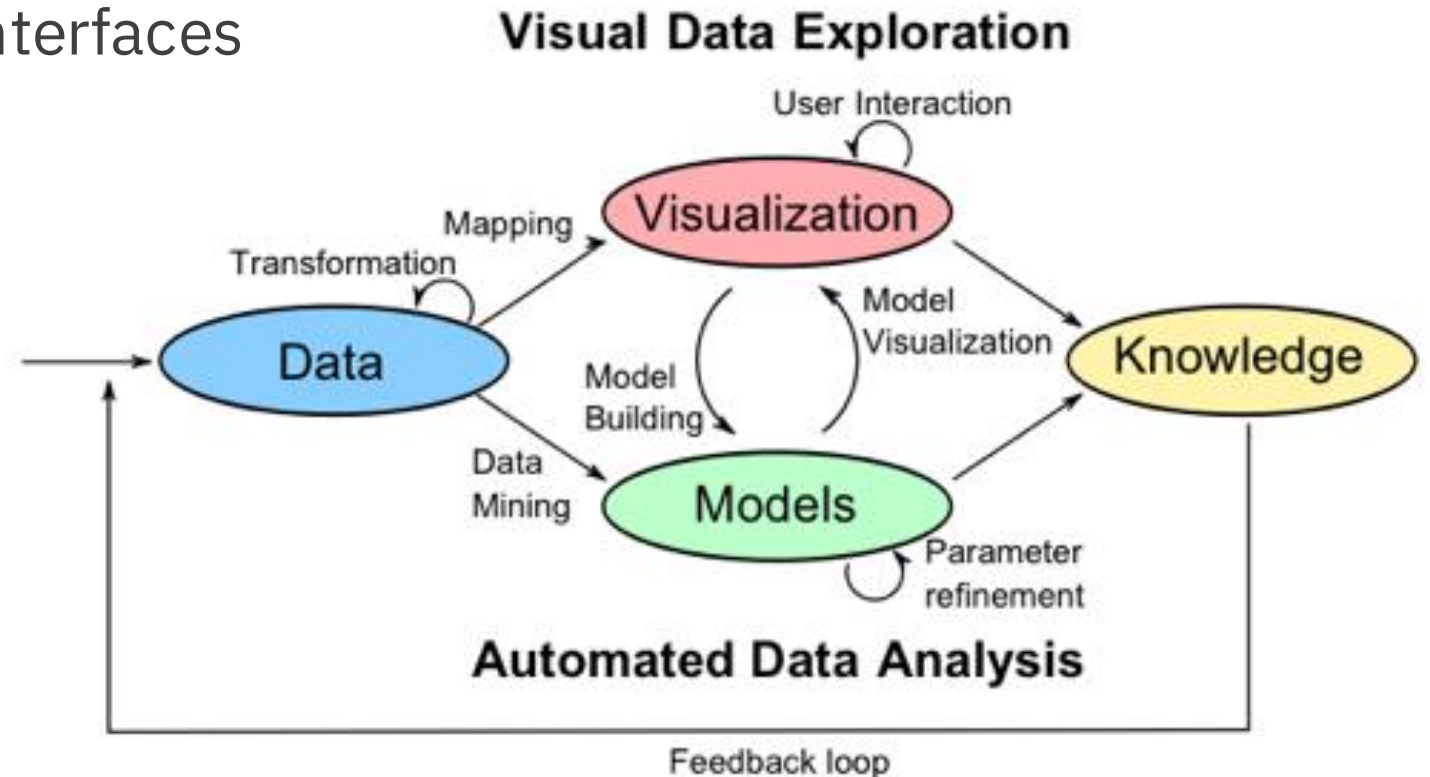 Visual Data Exploration
User Interaction
Visualization
Mapping
Transformation
Data
Model
Visualization
Model
Building
Knowledge
Data
Mining
Models
Parameter
refinement
Automated Data Analysis
Feedback loop